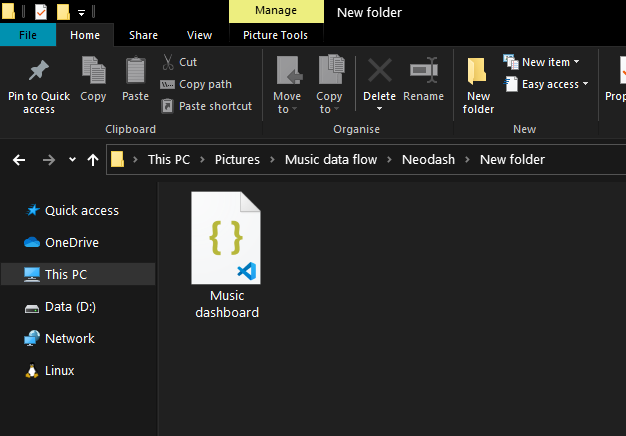 Manage
New folder
File
Home
Share
View
Picture Tools
Pin to Quick
access
Copy
Paste
Cut
Copy path
Paste shortcut
Clipboard
Move
to
Copy
to
Delete
Rename
Organise
New
folder
New item
Easy access
New
This PC
Pictures
Music data flow
Neodash
New folder
Quick access
OneDrive
This PC
Data (D:)
Network
Linux
{ }
Music
dashboard